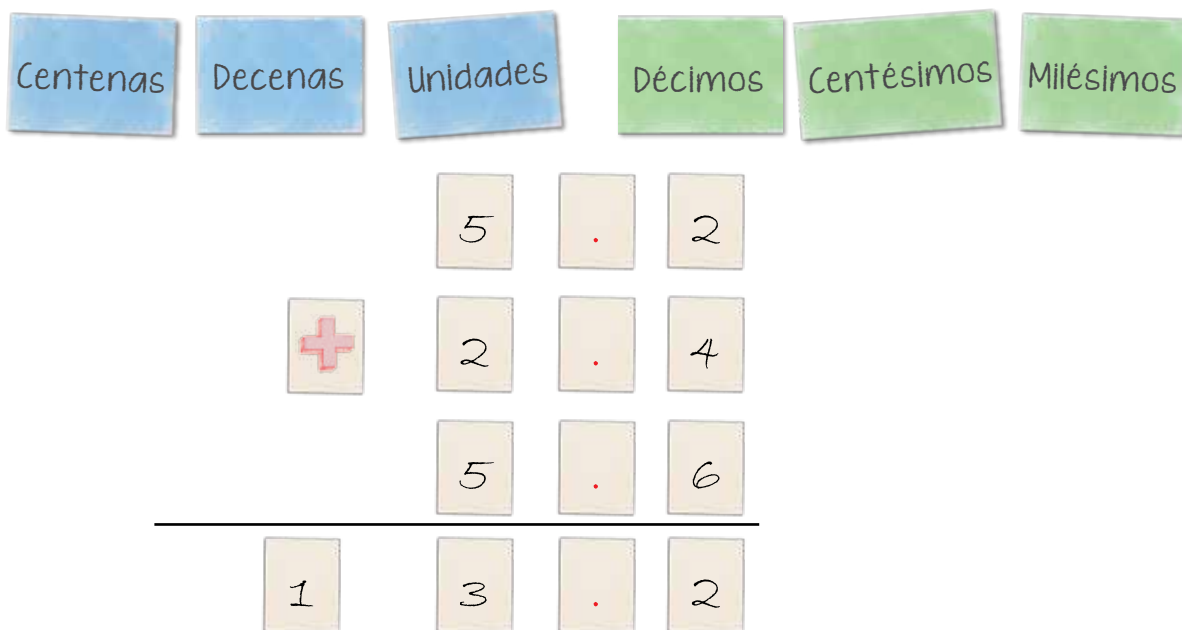 Centenas Decenas Unidades Décimos Centésimos Milésimos
5 . 2
+ 2 . 4
5 . 6
1 3 . 2